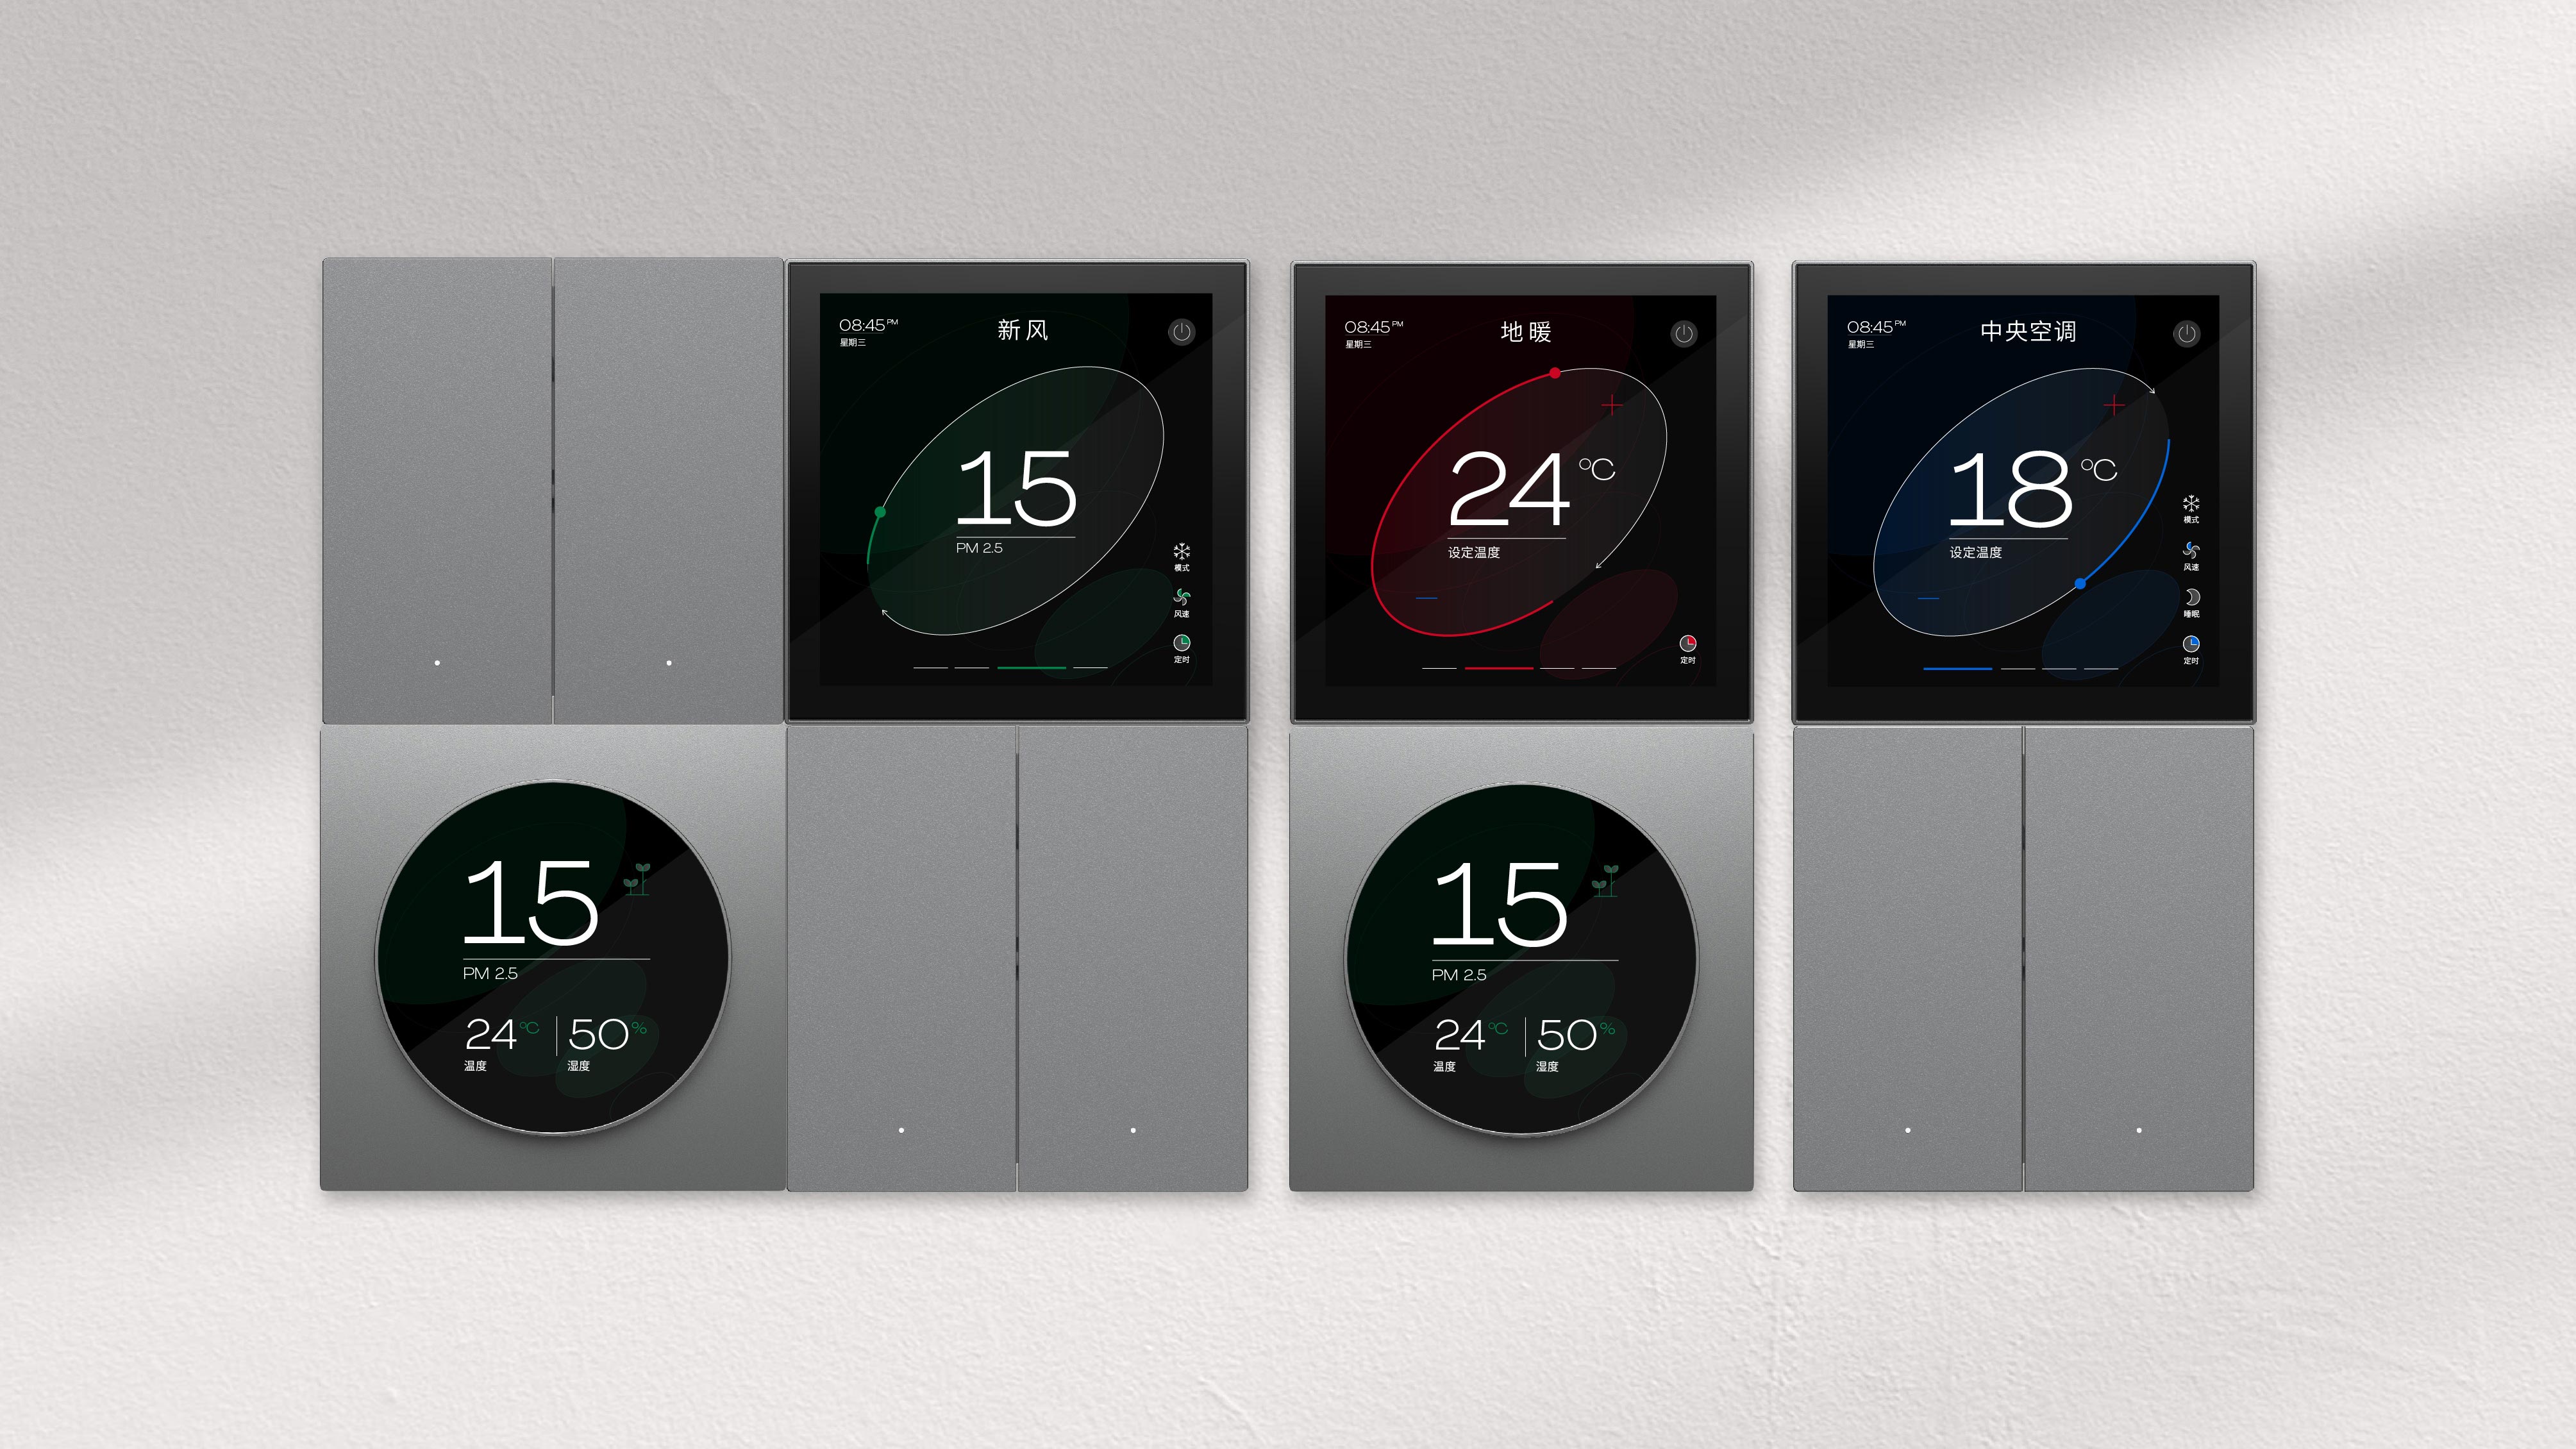 08:45 PM
星期三
新风
15
PM 2.5
模式
风速
定时
08:45 PM
星期三
地暖
24 ℃
设定温度
定时
08:45 PM
星期三
中央空调
18 ℃
设定温度
模式
风速
睡眠
定时
15
PM 2.5
24 ℃
温度
50 %
湿度
15
PM 2.5
24 ℃
温度
50 %
湿度